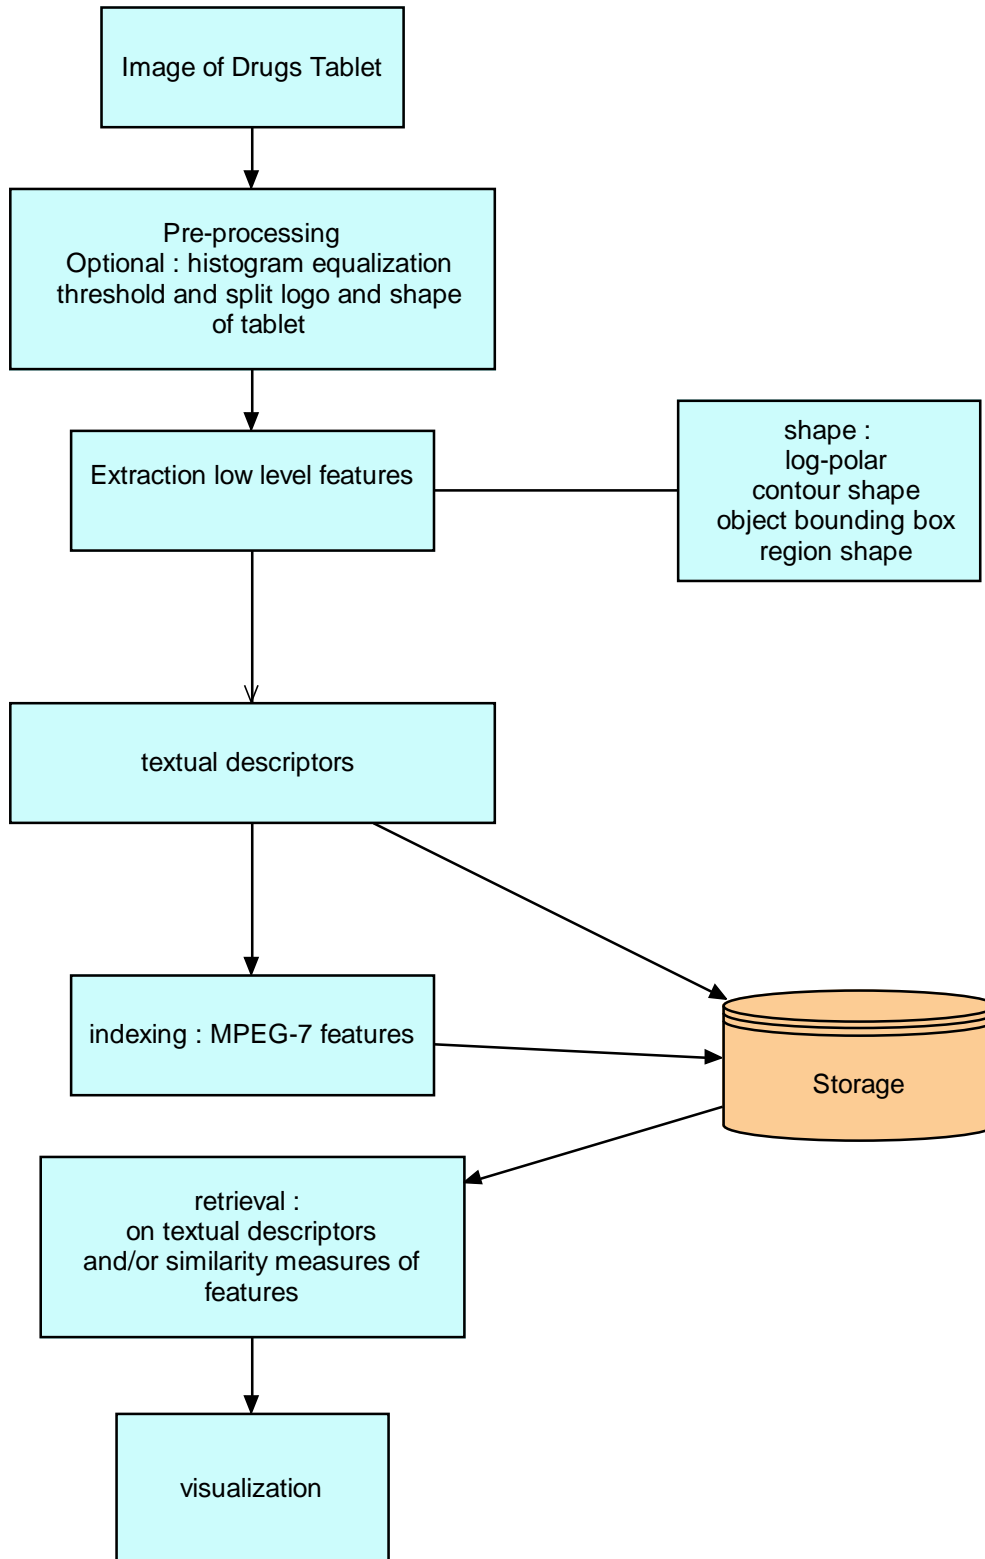 Image of Drugs Tablet
Pre-processing
Optional : histogram equalization
threshold and split logo and shape
of tablet
Extraction low level features
shape :
log-polar
contour shape
object bounding box
region shape
textual descriptors
indexing : MPEG-7 features
Storage
retrieval :
on textual descriptors
and/or similarity measures of
features
visualization